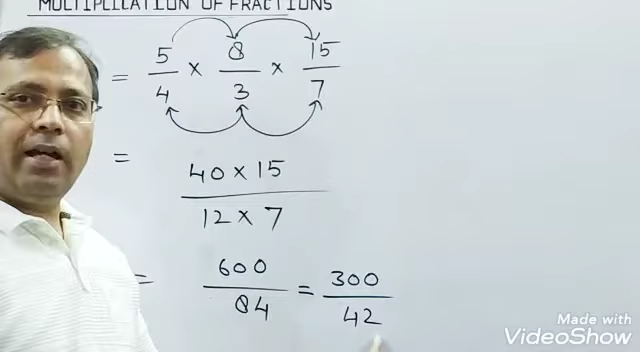 MULTIPLICATION OF FRACTIONS
= 5/4 × 8/3 × 15/7
= 40 × 15 / 12 × 7
= 600/84 = 300/42
Made with
VideoShow